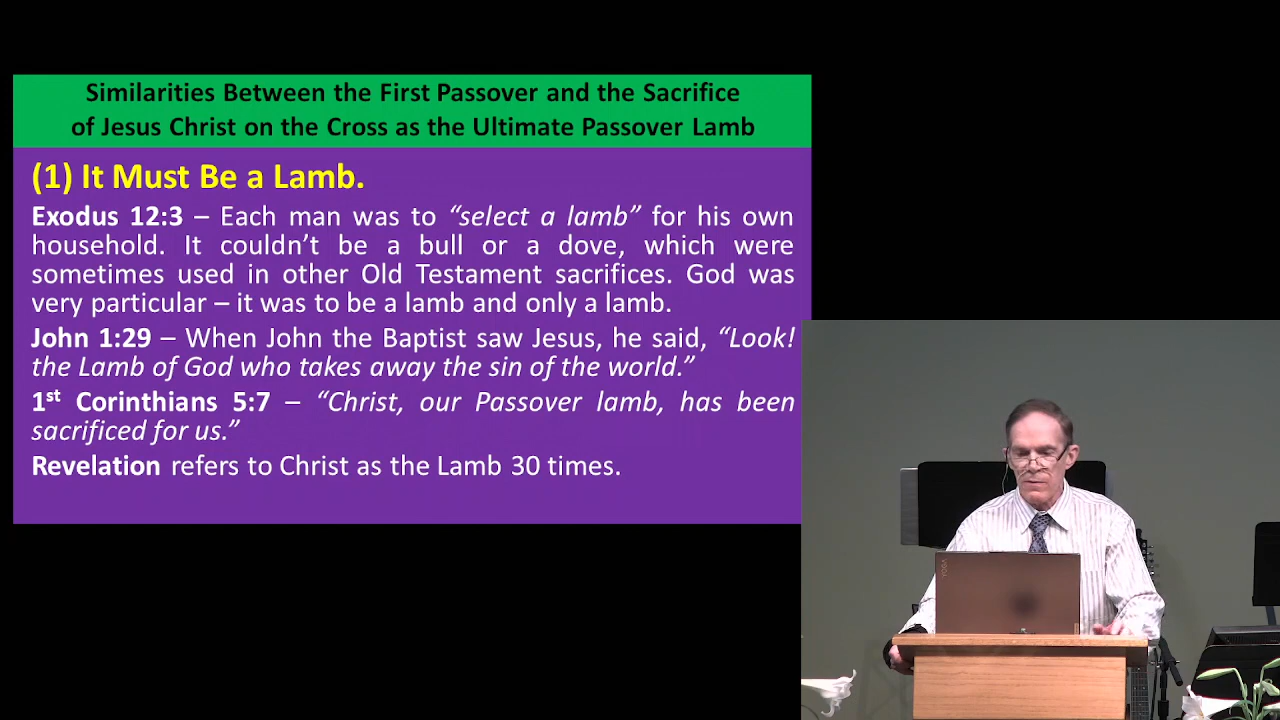 Similarities Between the First Passover and the Sacrifice
of Jesus Christ on the Cross as the Ultimate Passover Lamb
(1) It Must Be a Lamb.
Exodus 12:3 – Each man was to “select a lamb” for his own
household. It couldn’t be a bull or a dove, which were
sometimes used in other Old Testament sacrifices. God was
very particular – it was to be a lamb and only a lamb.
John 1:29 – When John the Baptist saw Jesus, he said, “Look!
the Lamb of God who takes away the sin of the world.”
1st Corinthians 5:7 – “Christ, our Passover lamb, has been
sacrificed for us.”
Revelation refers to Christ as the Lamb 30 times.
YOGA